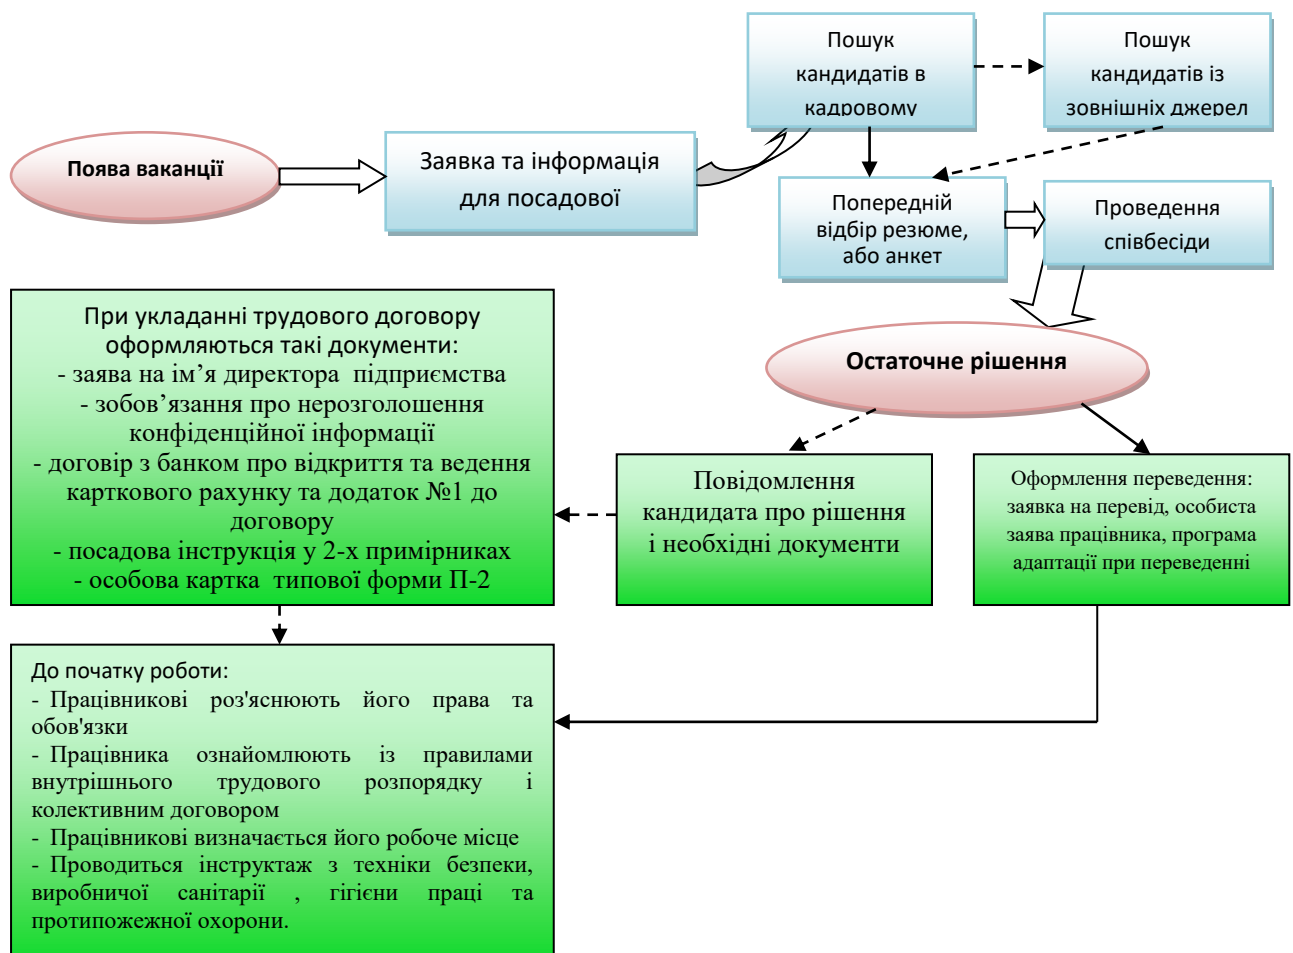 Пошук
кандидатів в
кадровому
Пошук
кандидатів із
зовнішніх джерел
Поява ваканції
Заявка та інформація
для посадової
Попередній
відбір резюме,
або анкет
Проведення
співбесіди
Остаточне рішення
При укладанні трудового договору
оформляються такі документи:
- заява на ім’я директора підприємства
- зобов’язання про нерозголошення
конфіденційної інформації
- договір з банком про відкриття та ведення
карткового рахунку та додаток №1 до
договору
- посадова інструкція у 2-х примірниках
- особова картка типової форми П-2
Повідомлення
кандидата про рішення
і необхідні документи
Оформлення переведення:
заявка на перевід, особиста
заява працівника, програма
адаптації при переведенні
До початку роботи:
- Працівникові роз'яснюють його права та
обов'язки
- Працівника ознайомлюють із правилами
внутрішнього трудового розпорядку і
колективним договором
- Працівникові визначається його робоче місце
- Проводиться інструктаж з техніки безпеки,
виробничої санітарії , гігієни праці та
протипожежної охорони.